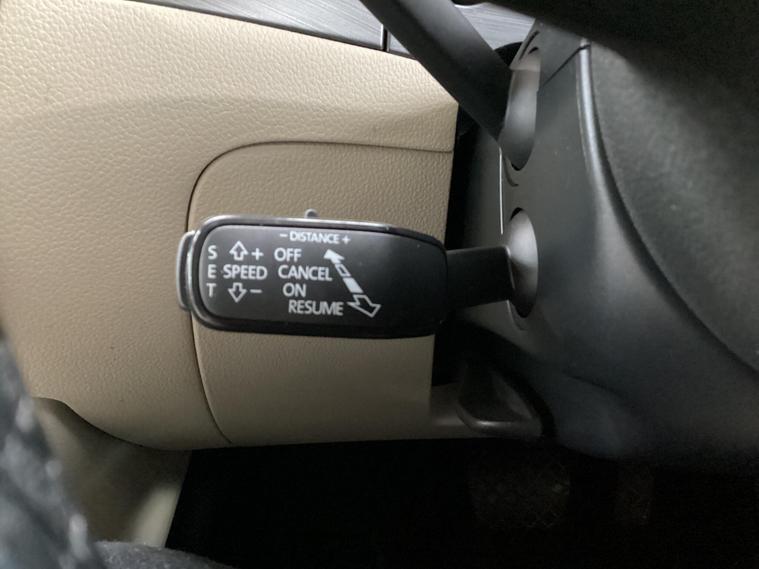 - DISTANCE +
S + OFF
E SPEED CANCEL
T - ON
RESUME